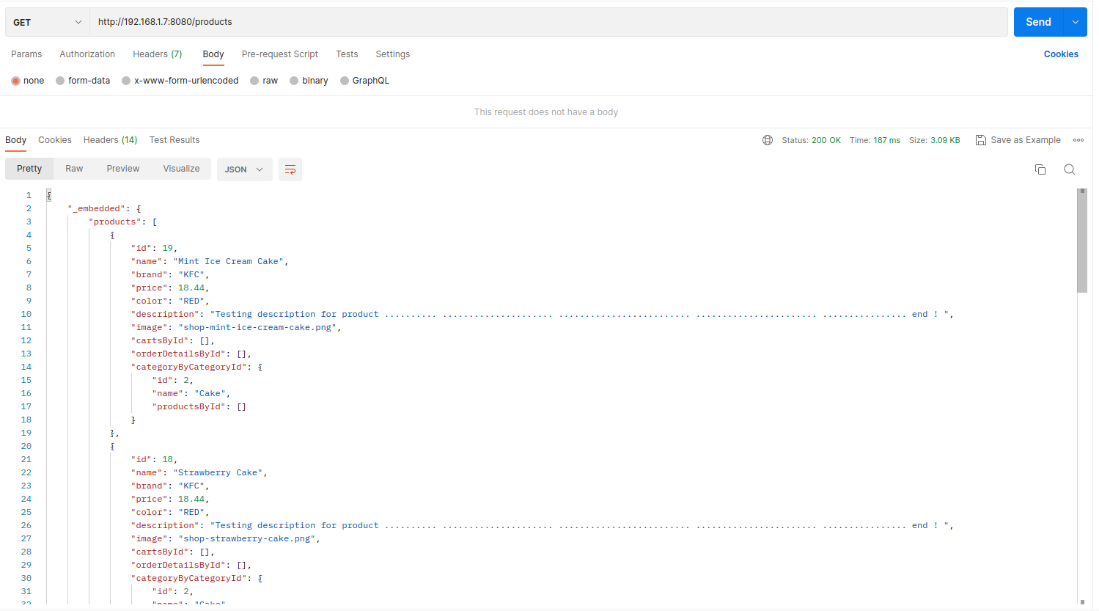 GET http://192.168.1.7:8080/products Send
Params Authorization Headers (7) Body Pre-request Script Tests Settings Cookies
none form-data x-www-form-urlencoded raw binary GraphQL
This request does not have a body
Body Cookies Headers (14) Test Results Status: 200 OK Time: 187 ms Size: 3.09 KB Save as Example
Pretty Raw Preview Visualize JSON
1 {
2 "_embedded": {
3 "products": [
4 {
5 "id": 19,
6 "name": "Mint Ice Cream Cake",
7 "brand": "KFC",
8 "price": 18.44,
9 "color": "RED",
10 "description": "Testing description for product .......... ..................... ......................... ....................... ................ end ! ",
11 "image": "shop-mint-ice-cream-cake.png",
12 "cartsById": [],
13 "orderDetailsById": [],
14 "categoryByCategoryId": {
15 "id": 2,
16 "name": "Cake",
17 "productsById": []
18 }
19 },
20 {
21 "id": 18,
22 "name": "Strawberry Cake",
23 "brand": "KFC",
24 "price": 18.44,
25 "color": "RED",
26 "description": "Testing description for product .......... ..................... ......................... ....................... ................ end ! ",
27 "image": "shop-strawberry-cake.png",
28 "cartsById": [],
29 "orderDetailsById": [],
30 "categoryByCategoryId": {
31 "id": 2,
32 "name": "Cake",